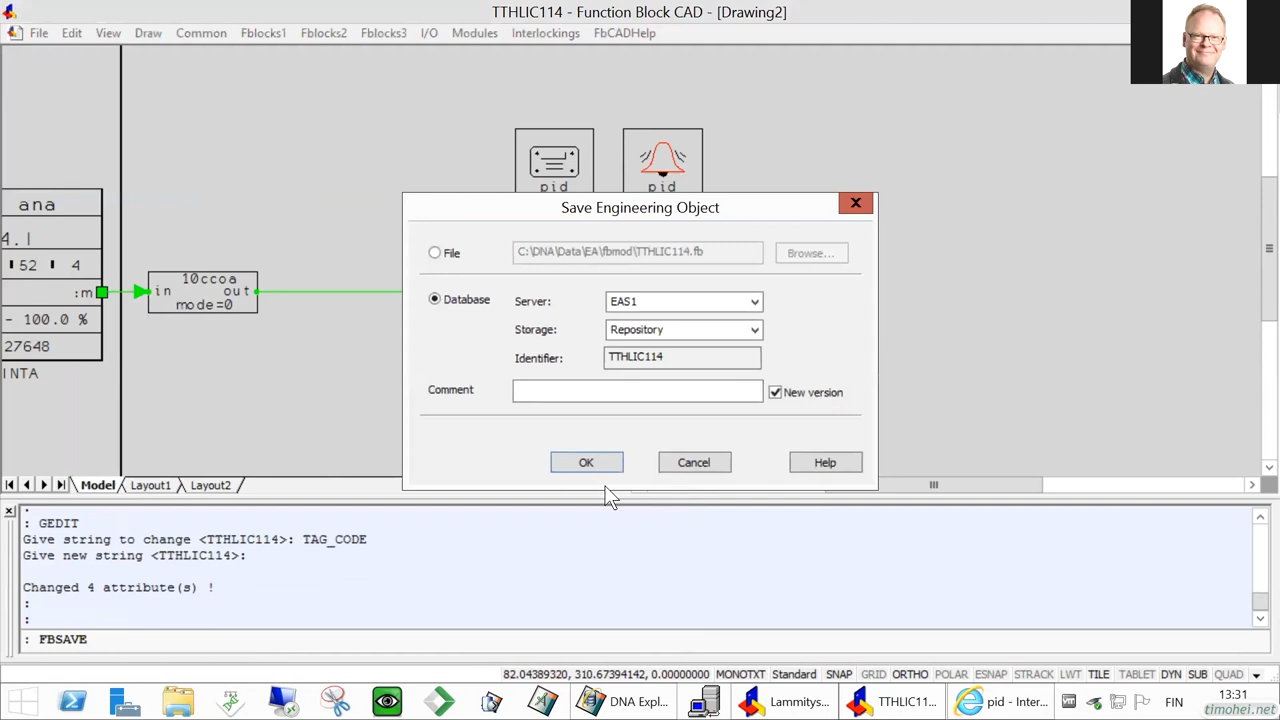 TTHLIC114 - Function Block CAD - [Drawing2]
File Edit View Draw Common Fblocks1 Fblocks2 Fblocks3 I/O Modules Interlockings FbCADHelp
pid pid
ana
4.I
52 4
:m
- 100.0 %
27648
INTA
10ccoa
in out
mode=0
Save Engineering Object
X
File C:\DNA\Data\EA\fbmod\TTHLIC114.fb Browse...
Database Server: EAS1
Storage: Repository
Identifier: TTHLIC114
Comment New version
OK Cancel Help
Model Layout1 Layout2
: GEDIT
Give string to change <TTHLIC114>: TAG_CODE
Give new string <TTHLIC114>:
Changed 4 attribute(s) !
:
:
: FBSAVE
82.04389320, 310.67394142, 0.00000000 MONOTXT Standard SNAP GRID ORTHO POLAR ESNAP STRACK LWT TILE TABLET DYN SUB QUAD
DNA Expl... Lammitys... TTHLIC11... pid - Inter... FIN 13:31
timohei.net